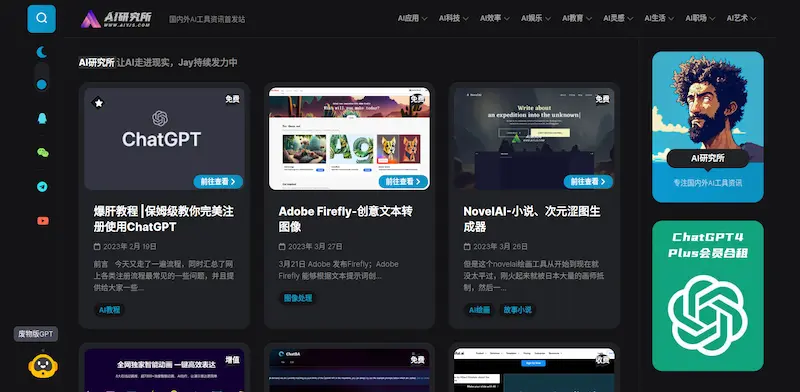 AI研究所
WWW.AIYJS.COM
国内外AI工具资讯首发站
AI应用 AI科技 AI效率 AI娱乐 AI教育 AI灵感 AI生活 AI职场 AI艺术
AI研究所 让AI走进现实，Jay持续发力中
免费
ChatGPT
前往查看
爆肝教程 |保姆级教你完美注
册使用ChatGPT
2023年 2月 19日
前言 今天又走了一遍流程，同时汇总了网
上各类注册流程最常见的一些问题，并且提
供给大家一些...
AI教程
免费
What will you make today?
前往查看
Adobe Firefly-创意文本转
图像
2023年 3月 27日
3月21日 Adobe 发布Firefly；Adobe
Firefly 能够根据文本提示词创...
图像处理
免费
Write about
an expedition into the unknown
前往查看
NovelAI-小说、次元涩图生
成器
2023年 3月 26日
但是这个novelai绘画工具从开始到现在就
没太平过，刚火起来就被日本大量的画师抵
制，然后一...
AI绘画 故事小说
AI研究所
专注国内外AI工具资讯
ChatGPT4
Plus会员合租
废物版GPT
增值
全网独家智能动画 一键高效表达
免费
收费